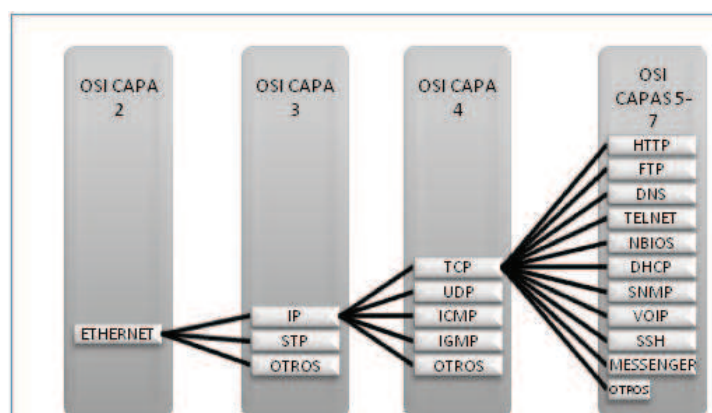 OSI CAPA
2
ETHERNET
OSI CAPA
3
IP
STP
OTROS
OSI CAPA
4
TCP
UDP
ICMP
IGMP
OTROS
OSI
CAPAS 5-
7
HTTP
FTP
DNS
TELNET
NBIOS
DHCP
SNMP
VOIP
SSH
MESSENGER
OTROS